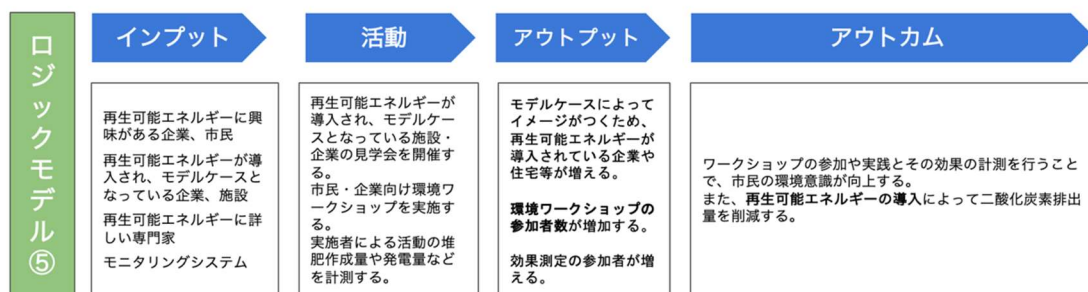 ロジックモデル⑤
インプット
活動
アウトプット
アウトカム
再生可能エネルギーに興
味がある企業、市民
再生可能エネルギーが導
入され、モデルケースと
なっている企業、施設
再生可能エネルギーに詳
しい専門家
モニタリングシステム
再生可能エネルギーが
導入され、モデルケー
スとなっている施設・
企業の見学会を開催す
る。
市民・企業向け環境ワ
ークショップを実施す
る。
実施者による活動の堆
肥作成量や発電量など
を計測する。
モデルケースによって
イメージがつくため、
再生可能エネルギーが
導入されている企業や
住宅等が増える。
環境ワークショップの
参加者数が増加する。
効果測定の参加者が増
える。
ワークショップの参加や実践とその効果の計測を行うこと
で、市民の環境意識が向上する。
また、再生可能エネルギーの導入によって二酸化炭素排出
量を削減する。